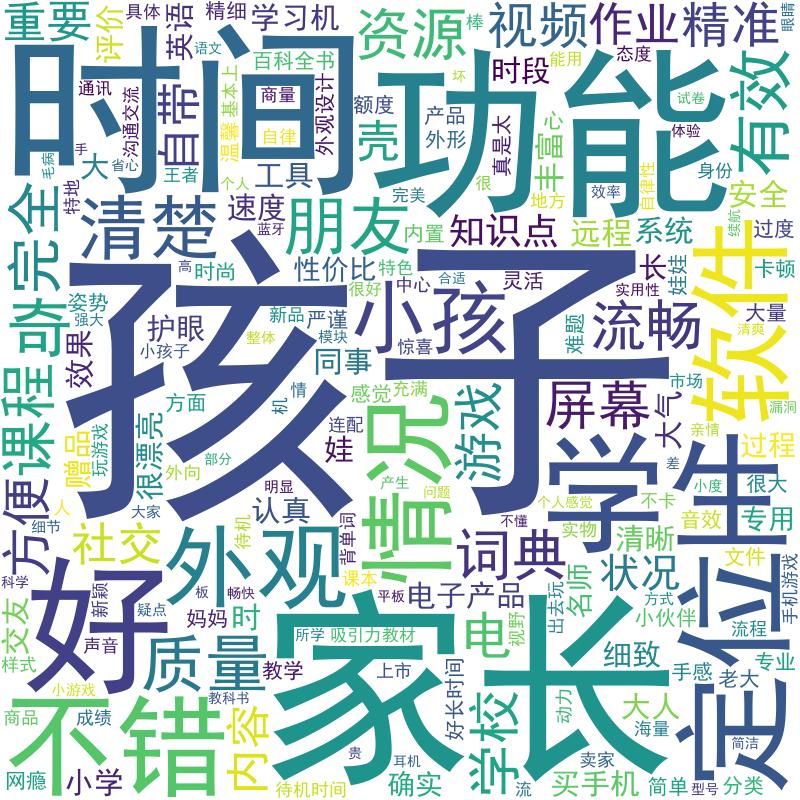 重要
评价
英语
具体
精细
学习机
资源
棒
视频
作业
精准
眼睛
时间
功能
通讯
沟通交流
自带
基本上
语文
百科全书
商量
外观设计
时段
态度
能用
坏
试卷
有效
毛病
手
省心
温馨
自律
额度
壳
产品
外形
真是太
丰富
心
体验
大
王者
个人
工具
完美
很
地方
效率
自律性
身份
安全
特地
完全
清楚
速度
蓝牙
朋友
内置
知识点
远程
系统
续航
过度
高
时尚
性价比
特色
中心
灵活
长
娃娃
卡顿
合适
实用性
姿势
强大
护眼
孩子
新品
严谨
很好
小孩
流畅
大量
清爽
软件
电话
效果
小孩子
整体
模块
同事
惊喜
难题
课程
方面
机
情
感觉
充满
游戏
屏幕
大气
市场
漏洞
赠品
玩游戏
很漂亮
外向
部分
连配
娃
情况
学生
差
亲情
过程
方便
人
细节
大家
明显
认真
产生
问题
个人感觉
不卡
小度
很大
待机
背单词
不懂
实物
清晰
音效
专用
社交
外观
词典
状况
文件
手机游戏
科学
好
新颖
疑点
板
畅快
课本
平板
电子产品
名师
出去玩
方式
定位
交友
声音
妈妈
时
所学
吸引力
教材
视野
电
小伙伴
流程
样式
质量
教学
家长
上市
细致
手感
老大
专业
小游戏
教科书
好长时间
学校
动力
大人
海量
商品
成绩
不错
内容
贵
耳机
卖家
简洁
网瘾
小学
待机时间
确实
流
买手机
简单
型号
分类